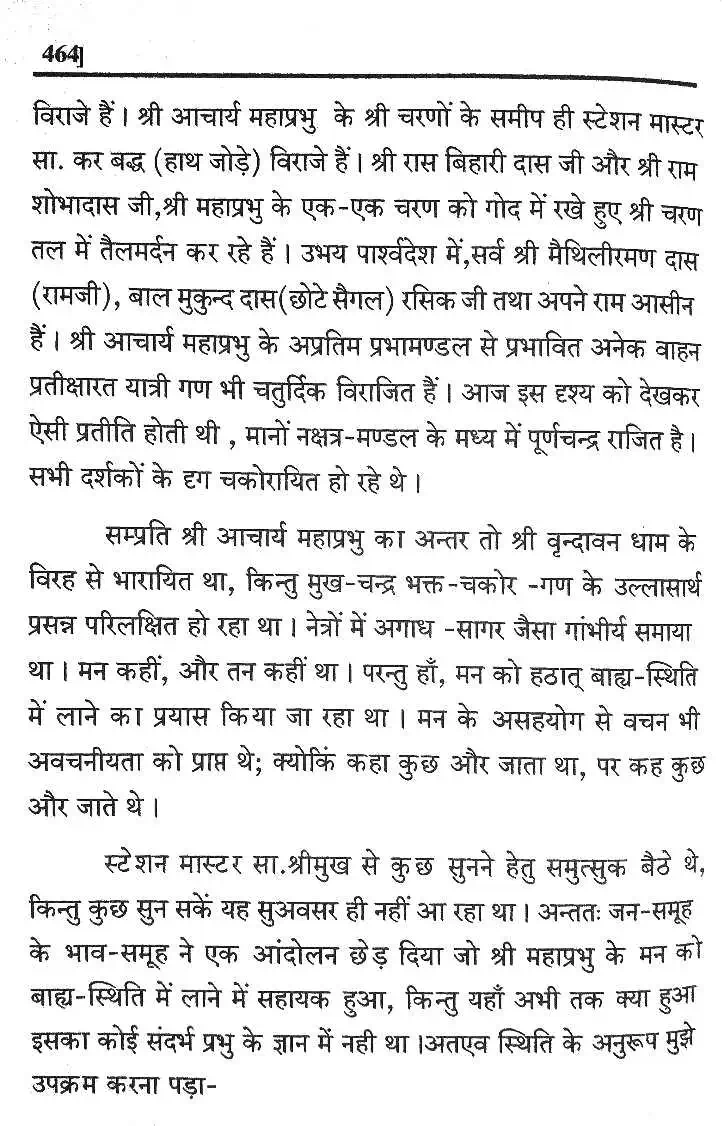 464]
विराजे हैं। श्री आचार्य महाप्रभु के श्री चरणों के समीप ही स्टेशन मास्टर
सा. कर बद्ध (हाथ जोड़े) विराजे हैं। श्री रास बिहारी दास जी और श्री राम
शोभादास जी,श्री महाप्रभु के एक-एक चरण को गोद में रखे हुए श्री चरण
तल में तैलमर्दन कर रहे हैं। उभय पार्श्वदेश में,सर्व श्री मैथिलीरमण दास
(रामजी), बाल मुकुन्द दास(छोटे सैगल) रसिक जी तथा अपने राम आसीन
हैं। श्री आचार्य महाप्रभु के अप्रतिम प्रभामण्डल से प्रभावित अनेक वाहन
प्रतीक्षारत यात्री गण भी चतुर्दिक विराजित हैं। आज इस दृश्य को देखकर
ऐसी प्रतीति होती थी , मानों नक्षत्र-मण्डल के मध्य में पूर्णचन्द्र राजित है।
सभी दर्शकों के दृग चकोरायित हो रहे थे।
सम्प्रति श्री आचार्य महाप्रभु का अन्तर तो श्री वृन्दावन धाम के
विरह से भारायित था, किन्तु मुख-चन्द्र भक्त-चकोर -गण के उल्लासार्थ
प्रसन्न परिलक्षित हो रहा था। नेत्रों में अगाध -सागर जैसा गांभीर्य समाया
था। मन कहीं, और तन कहीं था। परन्तु हाँ, मन को हठात् बाह्य-स्थिति
में लाने का प्रयास किया जा रहा था। मन के असहयोग से वचन भी
अवचनीयता को प्राप्त थे; क्योकिं कहा कुछ और जाता था, पर कह कुछ
और जाते थे।
स्टेशन मास्टर सा.श्रीमुख से कुछ सुनने हेतु समुत्सुक बैठे थे,
किन्तु कुछ सुन सकें यह सुअवसर ही नहीं आ रहा था। अन्ततः जन-समूह
के भाव-समूह ने एक आंदोलन छेड़ दिया जो श्री महाप्रभु के मन को
बाह्य-स्थिति में लाने में सहायक हुआ, किन्तु यहाँ अभी तक क्या हुआ
इसका कोई संदर्भ प्रभु के ज्ञान में नही था।अतएव स्थिति के अनुरूप मुझे
उपक्रम करना पड़ा-